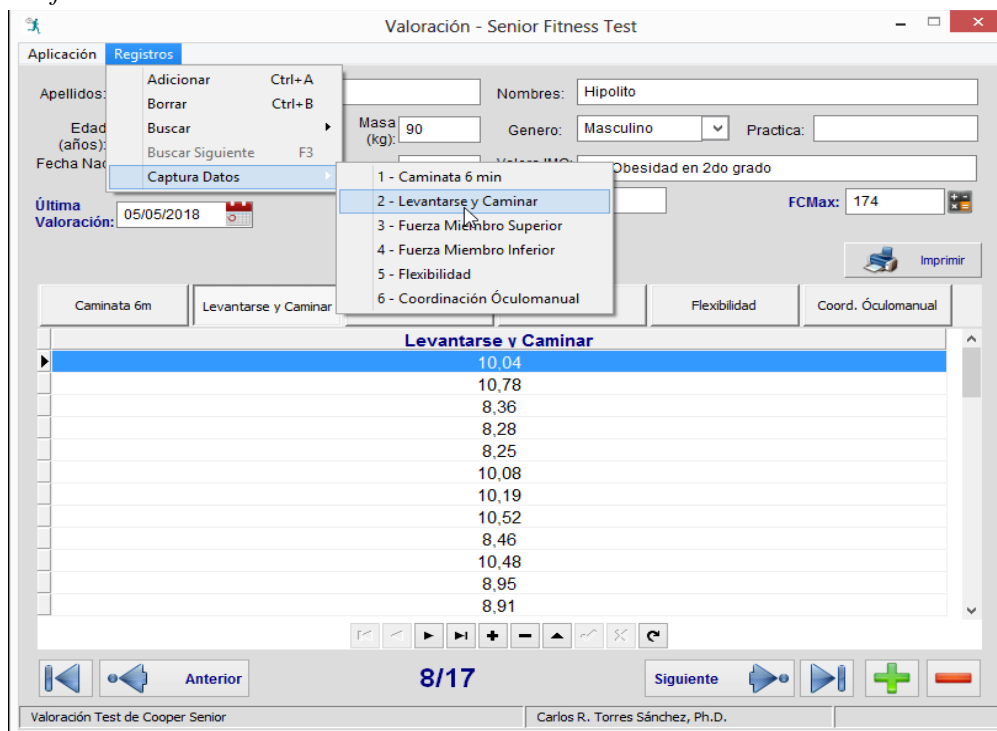 Valoración - Senior Fitness Test
Aplicación Registros
Adicionar Ctrl+A
Borrar Ctrl+B
Buscar
Buscar Siguiente F3
Captura Datos
Apellidos:
Nombres: Hipolito
Edad (años):
Masa (kg): 90
Genero: Masculino
Practica:
Fecha Nac
Obesidad en 2do grado
1 - Caminata 6 min
2 - Levantarse y Caminar
3 - Fuerza Miembro Superior
4 - Fuerza Miembro Inferior
5 - Flexibilidad
6 - Coordinación Óculomanual
Última Valoración: 05/05/2018
FCMax: 174
Imprimir
Caminata 6m Levantarse y Caminar Flexibilidad Coord. Óculomanual
Levantarse y Caminar
10,04
10,78
8,36
8,28
8,25
10,08
10,19
10,52
8,46
10,48
8,95
8,91
Anterior 8/17 Siguiente
Valoración Test de Cooper Senior Carlos R. Torres Sánchez, Ph.D.